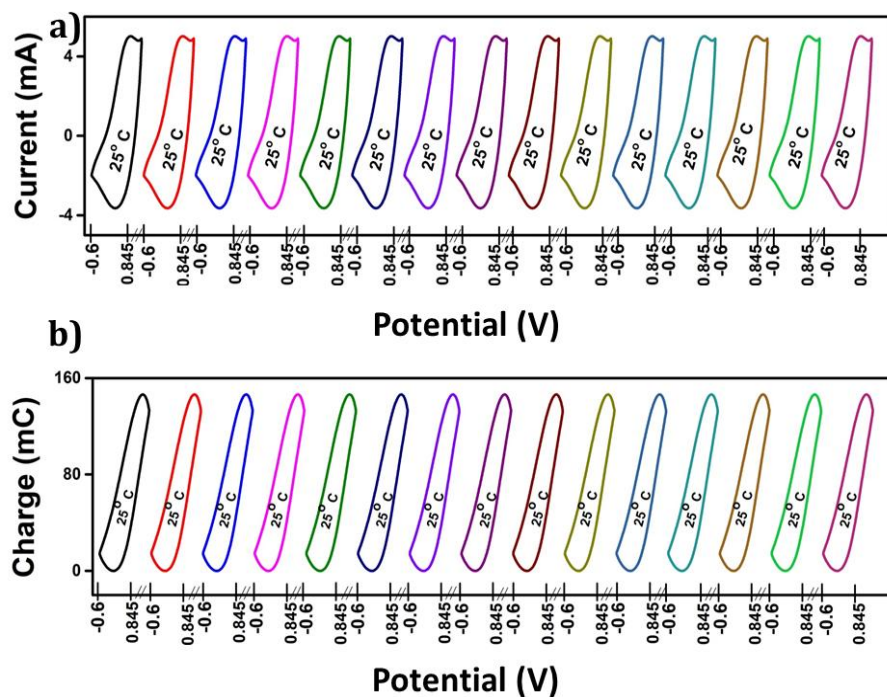 a)
Current (mA)
4
0
-4
25° C 25° C 25° C 25° C 25° C 25° C 25° C 25° C 25° C 25° C 25° C 25° C 25° C 25° C 25° C
-0.6 0.845 -0.6 0.845 -0.6 0.845 -0.6 0.845 -0.6 0.845 -0.6 0.845 -0.6 0.845 -0.6 0.845 -0.6 0.845 -0.6 0.845 -0.6 0.845 -0.6 0.845 -0.6 0.845 -0.6 0.845 -0.6 0.845
Potential (V)
b)
Charge (mC)
160
80
0
25° C 25° C 25° C 25° C 25° C 25° C 25° C 25° C 25° C 25° C 25° C 25° C 25° C 25° C 25° C
-0.6 0.845 -0.6 0.845 -0.6 0.845 -0.6 0.845 -0.6 0.845 -0.6 0.845 -0.6 0.845 -0.6 0.845 -0.6 0.845 -0.6 0.845 -0.6 0.845 -0.6 0.845 -0.6 0.845 -0.6 0.845 -0.6 0.845
Potential (V)